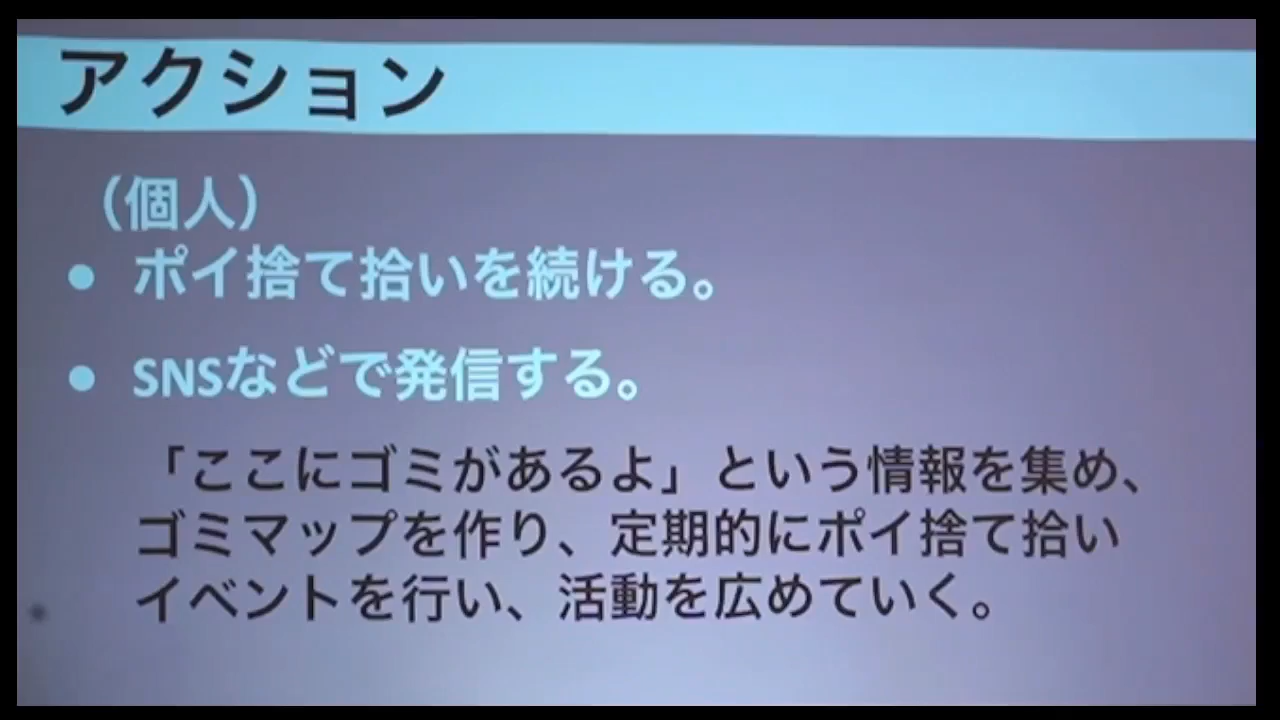 アクション
（個人）
● ポイ捨て拾いを続ける。
● SNSなどで発信する。
「ここにゴミがあるよ」という情報を集め、
ゴミマップを作り、定期的にポイ捨て拾い
イベントを行い、活動を広めていく。